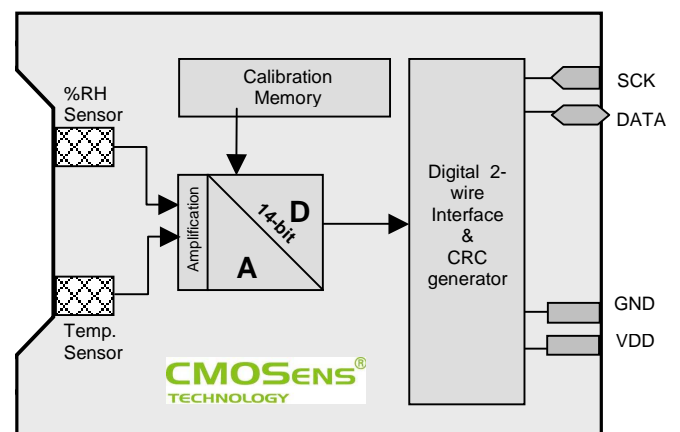 %RH
Sensor
Calibration
Memory
Amplification
14-bit
D
A
Digital 2-
wire
Interface
&
CRC
generator
SCK
DATA
GND
VDD
Temp.
Sensor
CMOSENS®
TECHNOLOGY